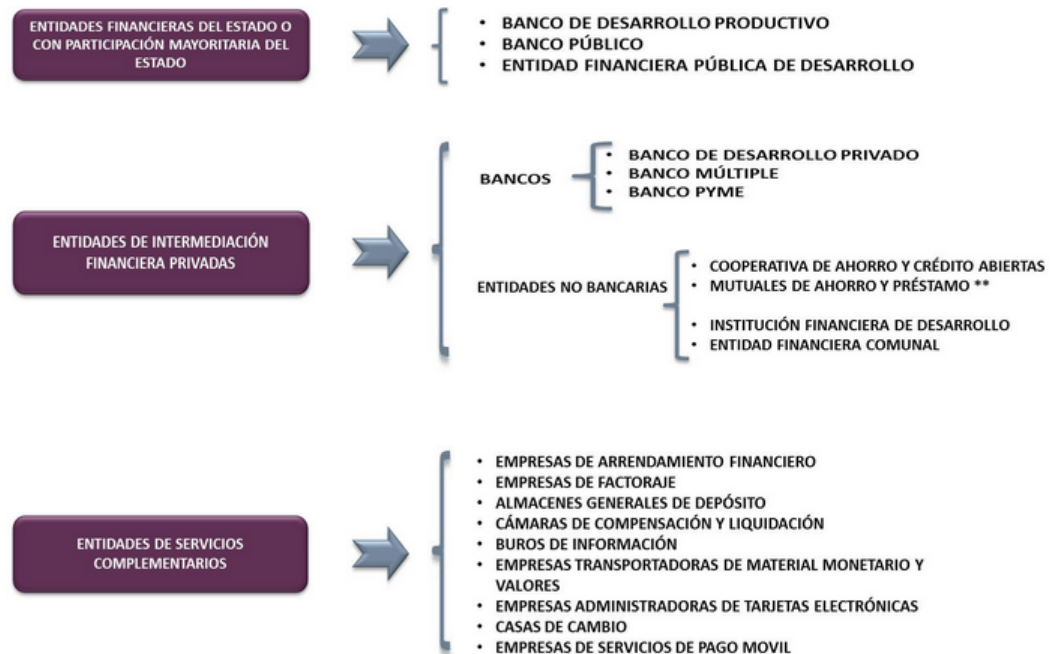 ENTIDADES FINANCIERAS DEL ESTADO O
CON PARTICIPACIÓN MAYORITARIA DEL
ESTADO
• BANCO DE DESARROLLO PRODUCTIVO
• BANCO PÚBLICO
• ENTIDAD FINANCIERA PÚBLICA DE DESARROLLO
ENTIDADES DE INTERMEDIACIÓN
FINANCIERA PRIVADAS
BANCOS
• BANCO DE DESARROLLO PRIVADO
• BANCO MÚLTIPLE
• BANCO PYME
ENTIDADES NO BANCARIAS
• COOPERATIVA DE AHORRO Y CRÉDITO ABIERTAS
• MUTUALES DE AHORRO Y PRÉSTAMO **
• INSTITUCIÓN FINANCIERA DE DESARROLLO
• ENTIDAD FINANCIERA COMUNAL
ENTIDADES DE SERVICIOS
COMPLEMENTARIOS
• EMPRESAS DE ARRENDAMIENTO FINANCIERO
• EMPRESAS DE FACTORAJE
• ALMACENES GENERALES DE DEPÓSITO
• CÁMARAS DE COMPENSACIÓN Y LIQUIDACIÓN
• BUROS DE INFORMACIÓN
• EMPRESAS TRANSPORTADORAS DE MATERIAL MONETARIO Y
VALORES
• EMPRESAS ADMINISTRADORAS DE TARJETAS ELECTRÓNICAS
• CASAS DE CAMBIO
• EMPRESAS DE SERVICIOS DE PAGO MOVIL